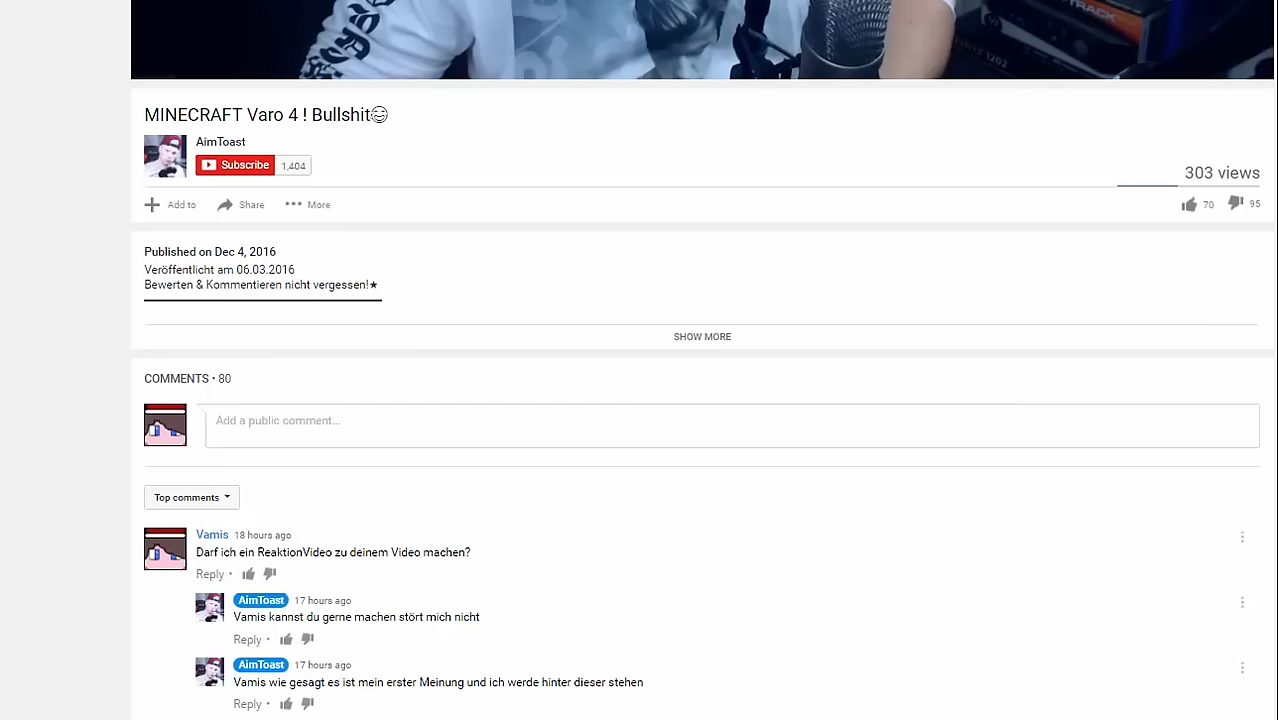 TRACK
1202
MINECRAFT Varo 4 ! Bullshit😊
AimToast
Subscribe 1,404
303 views
Add to Share More
70 95
Published on Dec 4, 2016
Veröffentlicht am 06.03.2016
Bewerten & Kommentieren nicht vergessen!★
SHOW MORE
COMMENTS • 80
Add a public comment...
Top comments
Vamis 18 hours ago
Darf ich ein ReaktionVideo zu deinem Video machen?
Reply •
AimToast 17 hours ago
Vamis kannst du gerne machen stört mich nicht
Reply •
AimToast 17 hours ago
Vamis wie gesagt es ist mein erster Meinung und ich werde hinter dieser stehen
Reply •